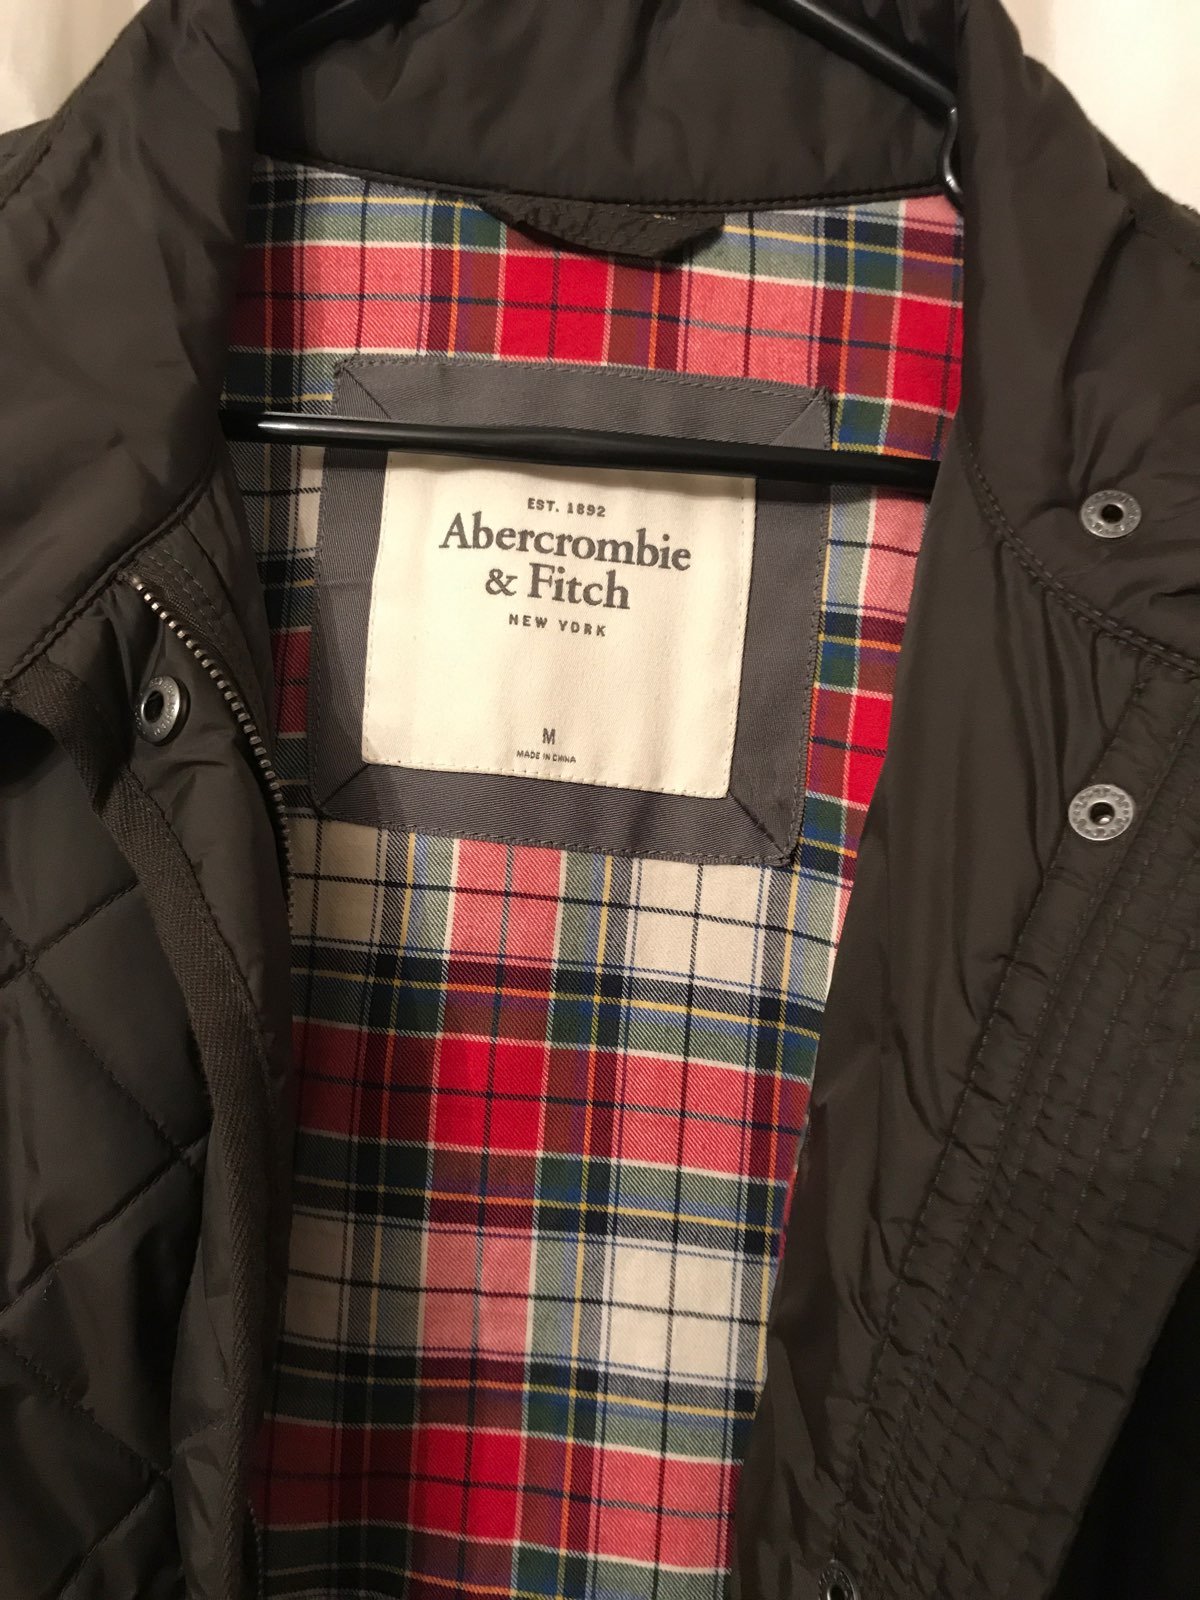 EST. 1892
Abercrombie
& Fitch
NEW YORK
M
MADE IN CHINA